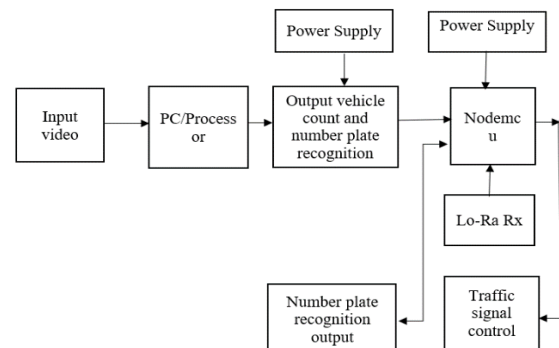 Power Supply
Power Supply
Input
video
PC/Process
or
Output vehicle
count and
number plate
recognition
Nodemc
u
Lo-Ra Rx
Number plate
recognition
output
Traffic
signal
control